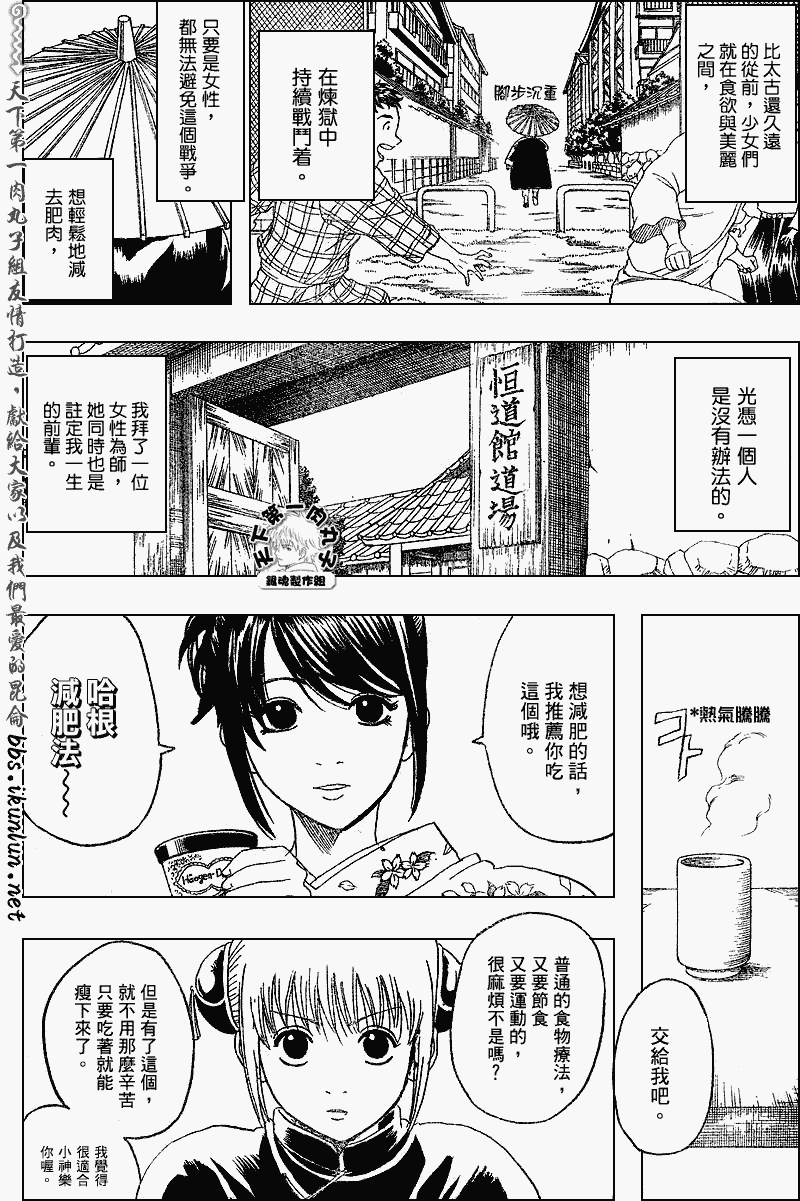 比太古還久遠
的從前，少女們
就在食欲與美麗
之間，
腳步沉重
在煉獄中
持續戰鬥着。
只要是女性，
都無法避免這個戰爭。
想輕鬆地減
去肥肉，
光憑一個人
是沒有辦法的。
恒道館道場
我拜了一位
女性為師，
她同時也是
註定我一生
的前輩。
天下第一肉丸子
銀魂製作組
*熱氣騰騰
交給我吧。
想減肥的話，
我推薦你吃
這個哦。
哈根
減肥法～
Häagen-D
普通的食物療法，
又要節食
又要運動的，
很麻煩不是嗎？
但是有了這個，
就不用那麼辛苦
只要吃著就能
瘦下來了。
我覺得
很適合
小神樂
你喔。
天下第一肉丸子組友情打造，獻給大家以及我們最愛的昆侖 bbs.ikunlun.net